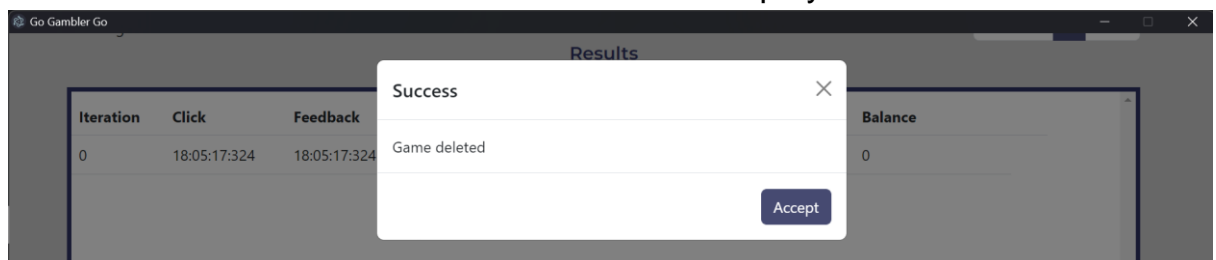 Go Gambler Go
Results
Success
Iteration Click Feedback Balance
Game deleted
0 18:05:17:324 18:05:17:324 0
Accept